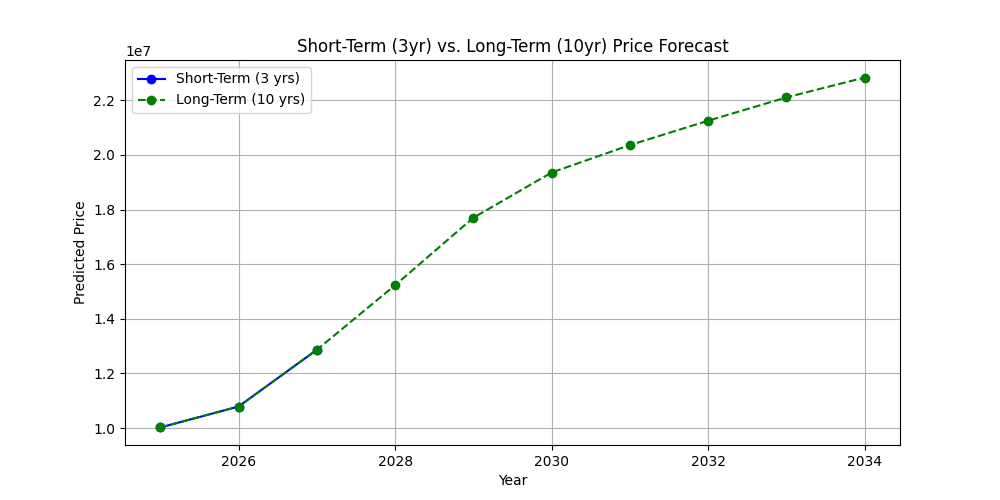 Short-Term (3yr) vs. Long-Term (10yr) Price Forecast
1e7
Short-Term (3 yrs)
Long-Term (10 yrs)
2.2
2.0
1.8
1.6
1.4
1.2
1.0
Predicted Price
2026 2028 2030 2032 2034
Year